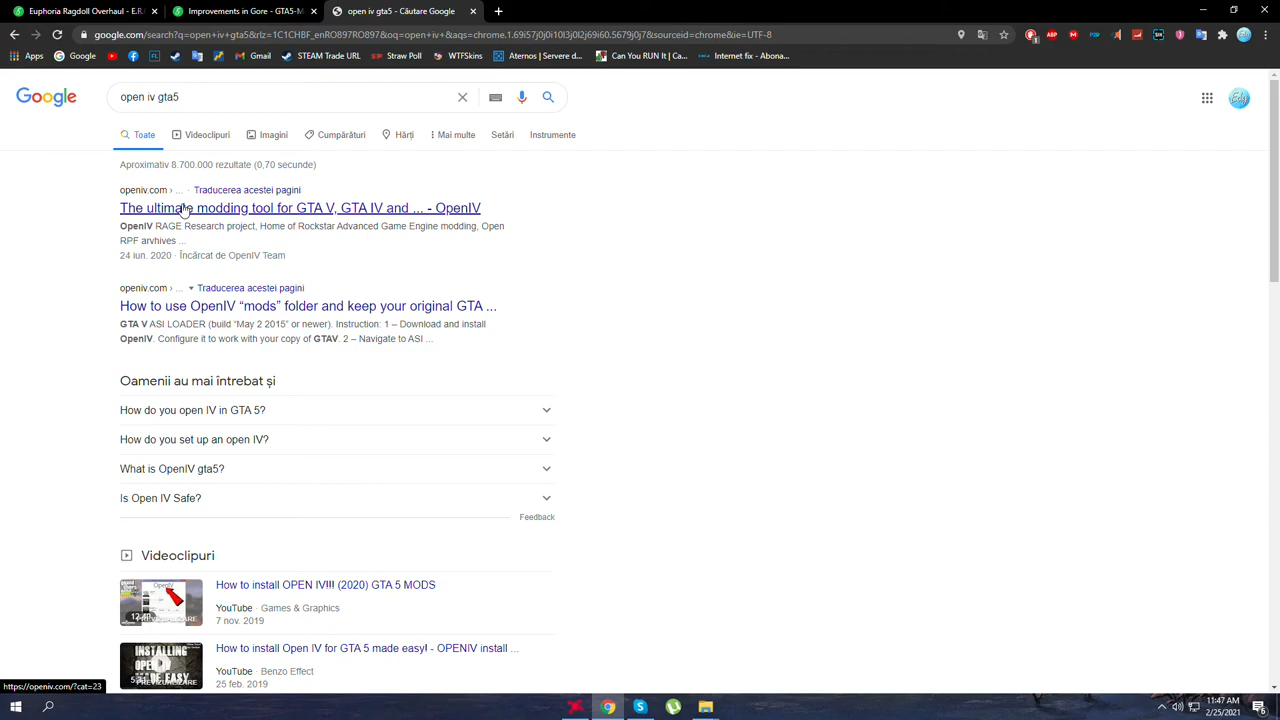 Euphoria Ragdoll Overhaul - E.R.
Improvements in Gore - GTA5-M
open iv gta5 - Căutare Google
google.com/search?q=open+iv+gta5&rlz=1C1CHBF_enRO897RO897&oq=open+iv+&aqs=chrome.1.69i57j0j0i10l3j0l2j69i60.5679j0j7&sourceid=chrome&ie=UTF-8
Apps
Google
Gmail
STEAM Trade URL
Straw Poll
WTFSkins
Aternos | Servere d...
Can You RUN It | Ca...
Internet fix - Abona...
Google
open iv gta5
Toate
Videoclipuri
Imagini
Cumpărături
Hărți
Mai multe
Setări
Instrumente
Aproximativ 8.700.000 rezultate (0,70 secunde)
openiv.com › ... · Traducerea acestei pagini
The ultimate modding tool for GTA V, GTA IV and ... - OpenIV
OpenIV RAGE Research project, Home of Rockstar Advanced Game Engine modding, Open
RPF arvhives ...
24 iun. 2020 · Încărcat de OpenIV Team
openiv.com › ... Traducerea acestei pagini
How to use OpenIV “mods” folder and keep your original GTA ...
GTA V ASI LOADER (build “May 2 2015” or newer). Instruction: 1 – Download and install
OpenIV. Configure it to work with your copy of GTAV. 2 – Navigate to ASI ...
Oamenii au mai întrebat și
How do you open IV in GTA 5?
How do you set up an open IV?
What is OpenIV gta5?
Is Open IV Safe?
Feedback
Videoclipuri
How to install OPEN IV!!! (2020) GTA 5 MODS
YouTube · Games & Graphics
7 nov. 2019
PREVIZUALIZARE
How to install Open IV for GTA 5 made easy! - OPENIV install ...
YouTube · Benzo Effect
25 feb. 2019
INSTALLING
PREVIZUALIZARE
https://openiv.com/?cat=23
11:47 AM
2/25/2021